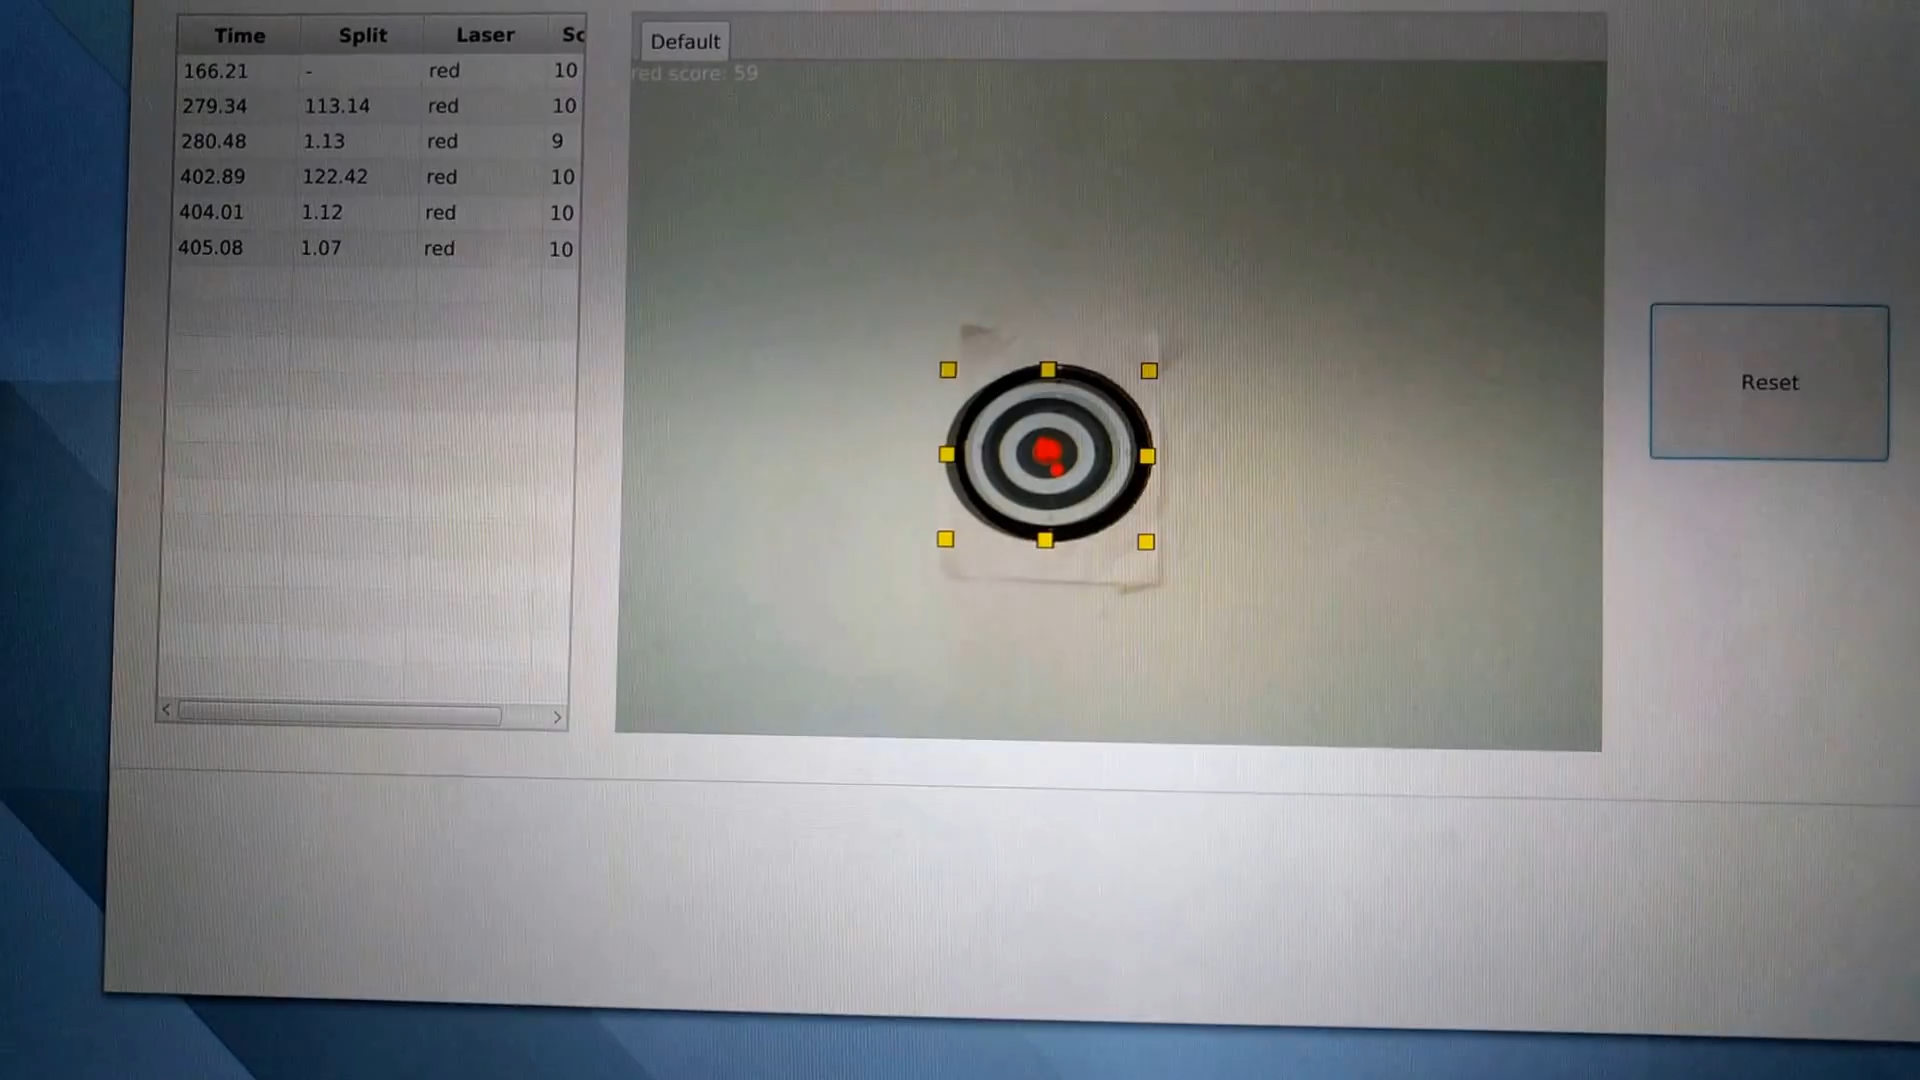 Time Split Laser Sc
166.21 - red 10
279.34 113.14 red 10
280.48 1.13 red 9
402.89 122.42 red 10
404.01 1.12 red 10
405.08 1.07 red 10
Default
red score: 59
Reset